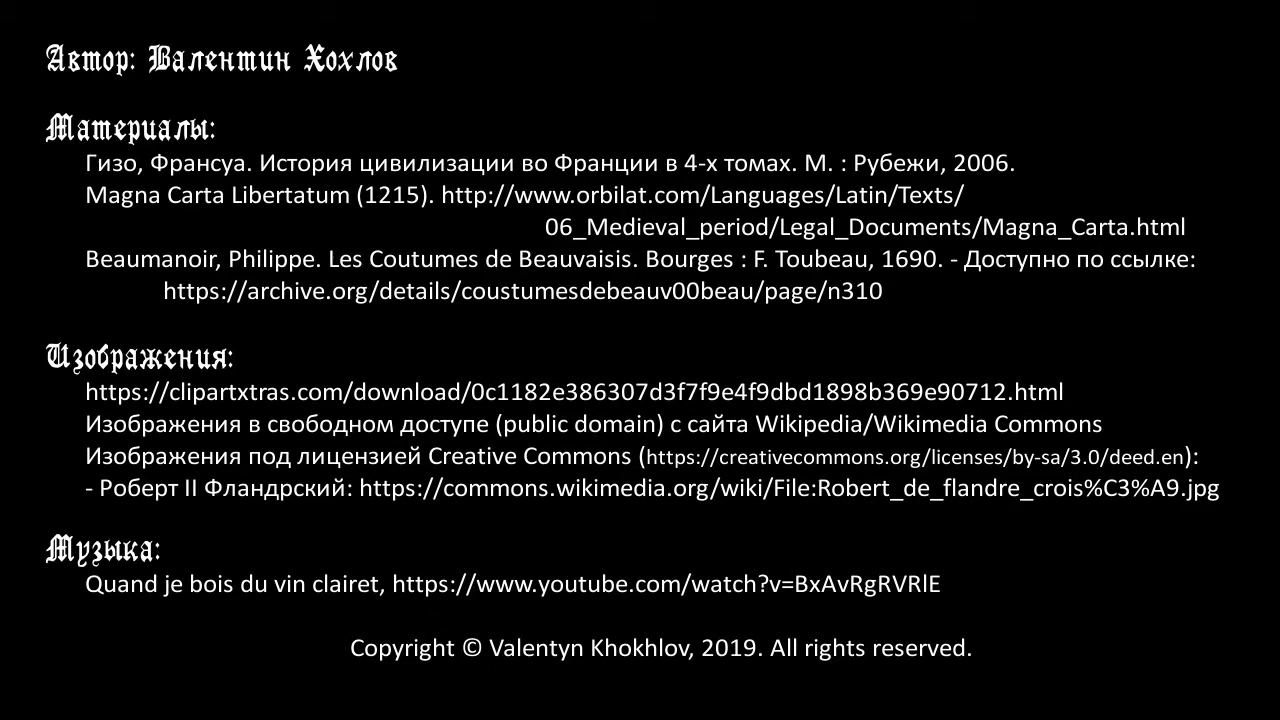 Автор: Валентин Хохлов
Материалы:
Гизо, Франсуа. История цивилизации во Франции в 4-х томах. М. : Рубежи, 2006.
Magna Carta Libertatum (1215). http://www.orbilat.com/Languages/Latin/Texts/
06_Medieval_period/Legal_Documents/Magna_Carta.html
Beaumanoir, Philippe. Les Coutumes de Beauvaisis. Bourges : F. Toubeau, 1690. - Доступно по ссылке:
https://archive.org/details/coustumesdebeauv00beau/page/n310
Изображения:
https://clipartxtras.com/download/0c1182e386307d3f7f9e4f9dbd1898b369e90712.html
Изображения в свободном доступе (public domain) с сайта Wikipedia/Wikimedia Commons
Изображения под лицензией Creative Commons (https://creativecommons.org/licenses/by-sa/3.0/deed.en):
- Роберт II Фландрский: https://commons.wikimedia.org/wiki/File:Robert_de_flandre_crois%C3%A9.jpg
Музыка:
Quand je bois du vin clairet, https://www.youtube.com/watch?v=BxAvRgRVRlE
Copyright © Valentyn Khokhlov, 2019. All rights reserved.